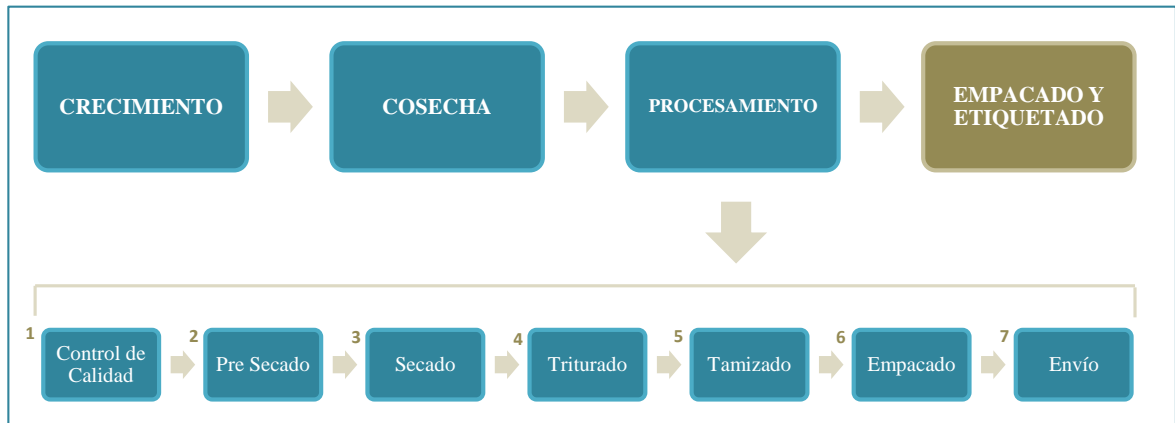 CRECIMIENTO
COSECHA
PROCESAMIENTO
EMPACADO Y
ETIQUETADO
1
Control de
Calidad
2
Pre Secado
3
Secado
4
Triturado
5
Tamizado
6
Empacado
7
Envío